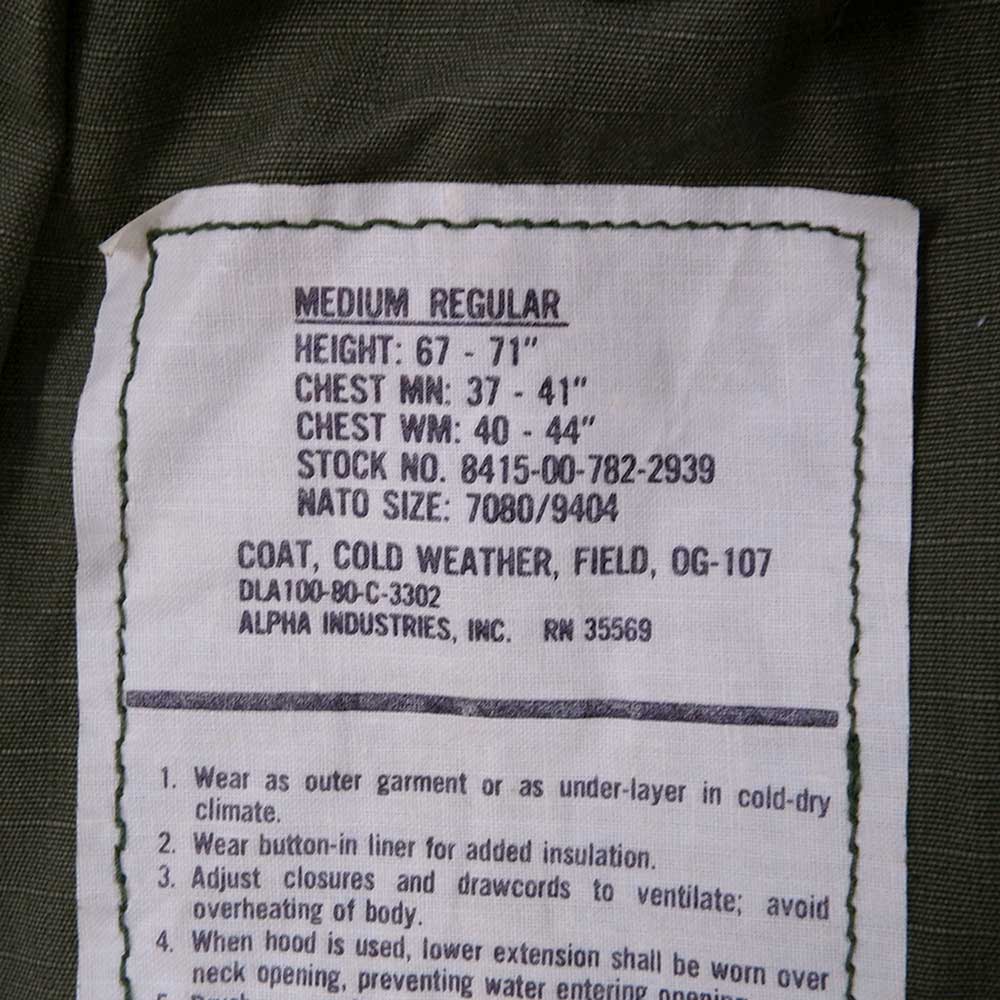 MEDIUM REGULAR
HEIGHT: 67 - 71"
CHEST MN: 37 - 41"
CHEST WM: 40 - 44"
STOCK NO. 8415-00-782-2939
NATO SIZE: 7080/9404
COAT, COLD WEATHER, FIELD, OG-107
DLA100-80-C-3302
ALPHA INDUSTRIES, INC. RN 35569
1. Wear as outer garment or as under-layer in cold-dry
climate.
2. Wear button-in liner for added insulation.
3. Adjust closures and drawcords to ventilate; avoid
overheating of body.
4. When hood is used, lower extension shall be worn over
neck opening, preventing water entering opening.